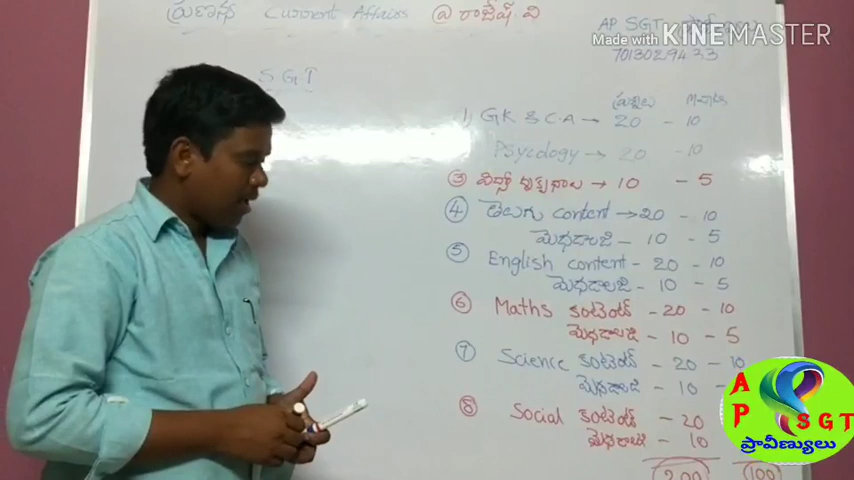 Current Affairs @ రాజేష్ వి
AP SGT
Made with KINEMASTER
7013029433
SGT
ప్రశ్నలు
1) GK & C-A → 20 - 10
Psycology → 20 - 10
③ విద్యా దృక్పథాలు → 10 - 5
④ తెలుగు content → 20 - 10
మెథడాలజి - 10 - 5
⑤ English content - 20 - 10
మెథడాలజి - 10 - 5
⑥ Maths కంటెంట్ - 20 - 10
మెథడాలజి - 10 - 5
⑦ Science కంటెంట్ - 20 - 10
మెథడాలజి - 10 -
⑧ Social కంటెంట్ - 20
మెథడాలజి - 10
200 100
AP SGT
ప్రావీణ్యులు